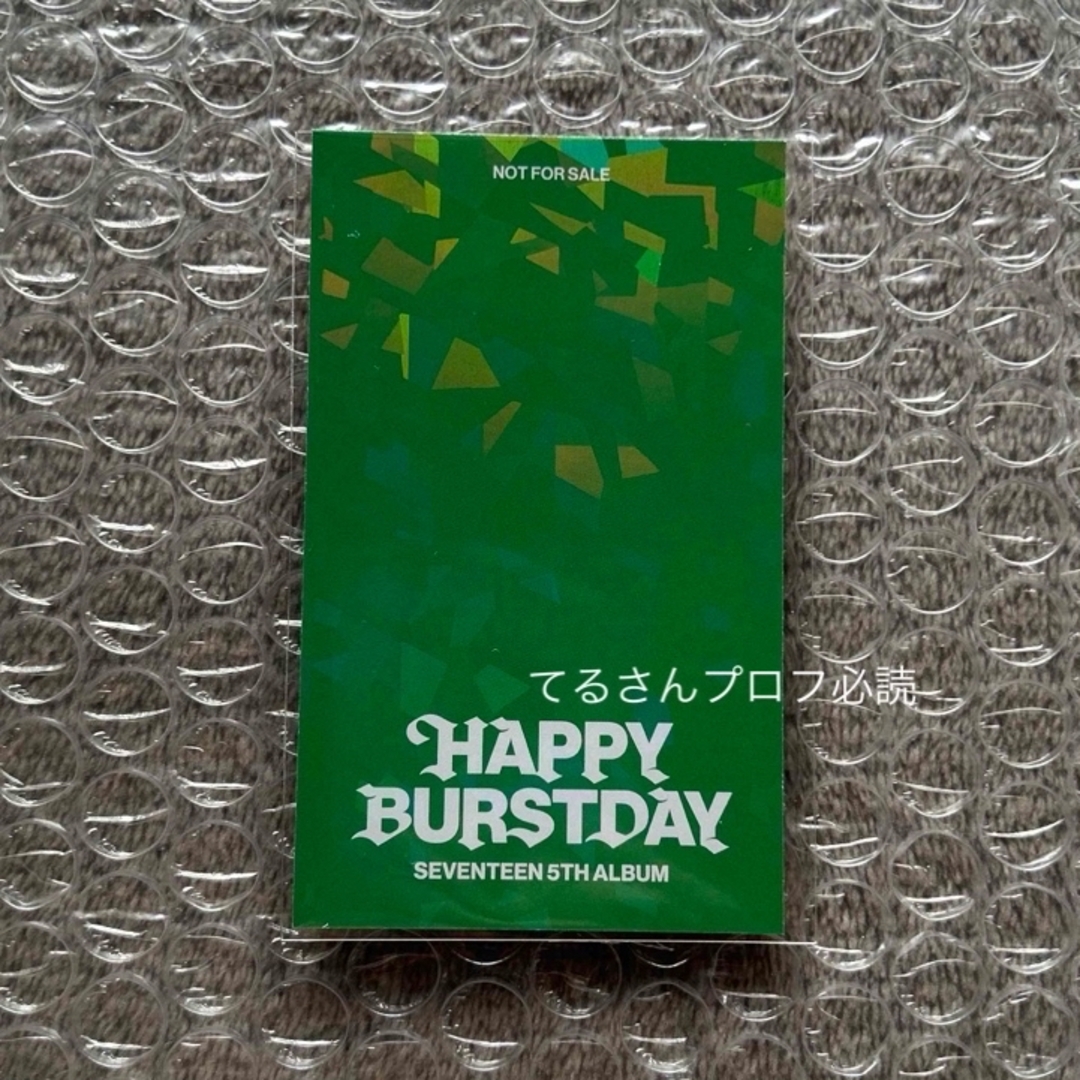 NOT FOR SALE
てるさんプロフ必読
HAPPY
BURSTDAY
SEVENTEEN 5TH ALBUM